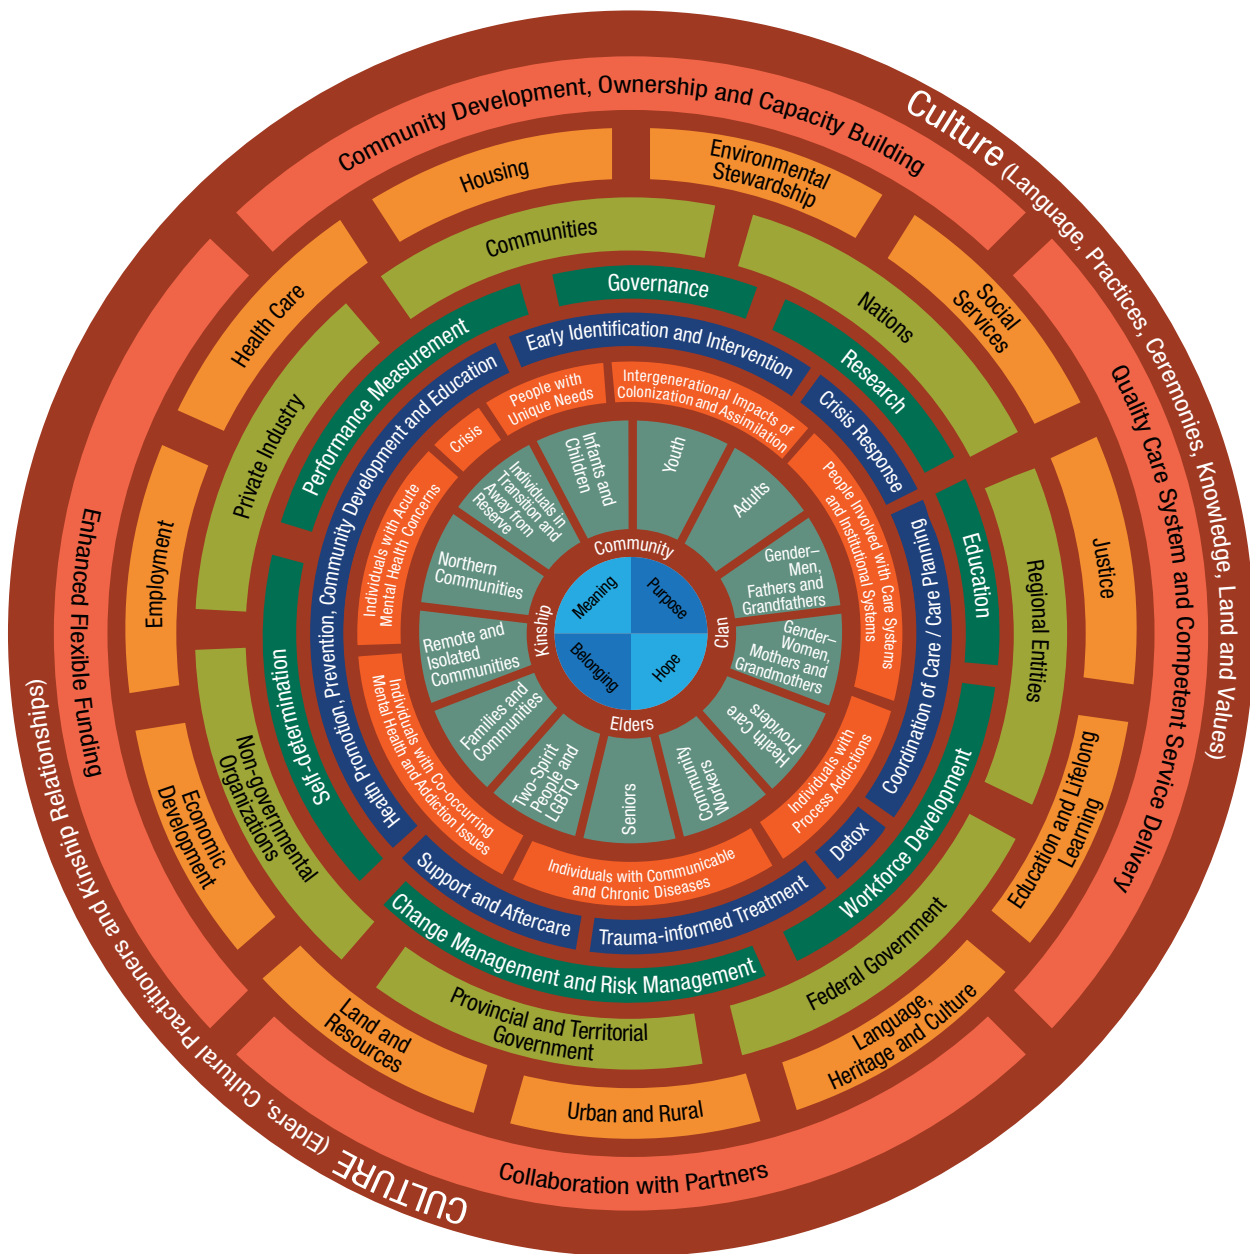 Culture (Language, Practices, Ceremonies, Knowledge, Land and Values)
CULTURE (Elders, Cultural Practitioners and Kinship Relationships)
Community Development, Ownership and Capacity Building
Quality Care System and Competent Service Delivery
Collaboration with Partners
Enhanced Flexible Funding
Housing
Environmental
Stewardship
Social
Services
Justice
Education and Lifelong
Learning
Language,
Heritage and Culture
Urban and Rural
Land and
Resources
Economic
Development
Employment
Health Care
Communities
Nations
Regional Entities
Federal Government
Provincial and Territorial
Government
Non-governmental
Organizations
Private Industry
Governance
Research
Education
Workforce Development
Change Management and Risk Management
Self-determination
Performance Measurement
Early Identification and Intervention
Crisis Response
Coordination of Care / Care Planning
Detox
Trauma-informed Treatment
Support and Aftercare
Health Promotion, Prevention, Community Development and Education
People with
Unique Needs
Intergenerational Impacts of
Colonization and Assimilation
People Involved with Care Systems
and Institutional Systems
Individuals with
Process Addictions
Individuals with Communicable
and Chronic Diseases
Individuals with Co-occurring
Mental Health and Addiction Issues
Individuals with Acute
Mental Health Concerns
Crisis
Infants and
Children
Youth
Adults
Gender–
Men,
Fathers and
Grandfathers
Gender–
Women,
Mothers and
Grandmothers
Health Care
Providers
Community
Workers
Seniors
Two-Spirit
People and
LGBTQ
Families and
Communities
Remote and
Isolated
Communities
Northern
Communities
Individuals in
Transition and
Away from
Reserve
Community
Clan
Elders
Kinship
Meaning
Purpose
Hope
Belonging